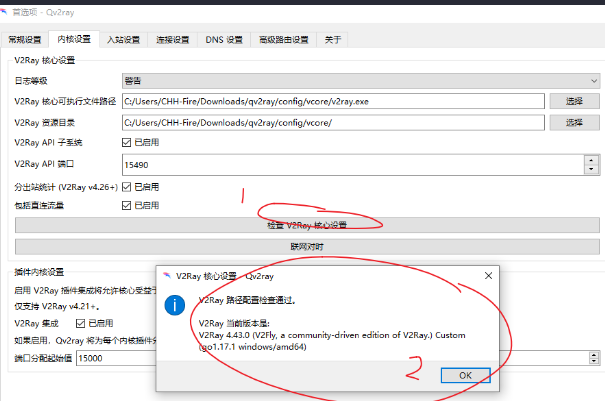 首选项 - Qv2ray
常规设置 内核设置 入站设置 连接设置 DNS 设置 高级路由设置 关于
V2Ray 核心设置
日志等级 警告
V2Ray 核心可执行文件路径 C:/Users/CHH-Fire/Downloads/qv2ray/config/vcore/v2ray.exe 选择
V2Ray 资源目录 C:/Users/CHH-Fire/Downloads/qv2ray/config/vcore/ 选择
V2Ray API 子系统 已启用
V2Ray API 端口 15490
分出站统计 (V2Ray v4.26+) 已启用
1
包括直连流量 已启用
检查 V2Ray 核心设置
联网对时
插件内核设置
启用 V2Ray 插件集成将允许核心受益于
仅支持 V2Ray v4.21+。
V2Ray 集成 已启用
如果启用，Qv2ray 将为每个内核插件分
端口分配起始值 15000
V2Ray 核心设置 - Qv2ray
V2Ray 路径配置检查通过。
V2Ray 当前版本是:
V2Ray 4.43.0 (V2Fly, a community-driven edition of V2Ray.) Custom
(go1.17.1 windows/amd64)
2
OK